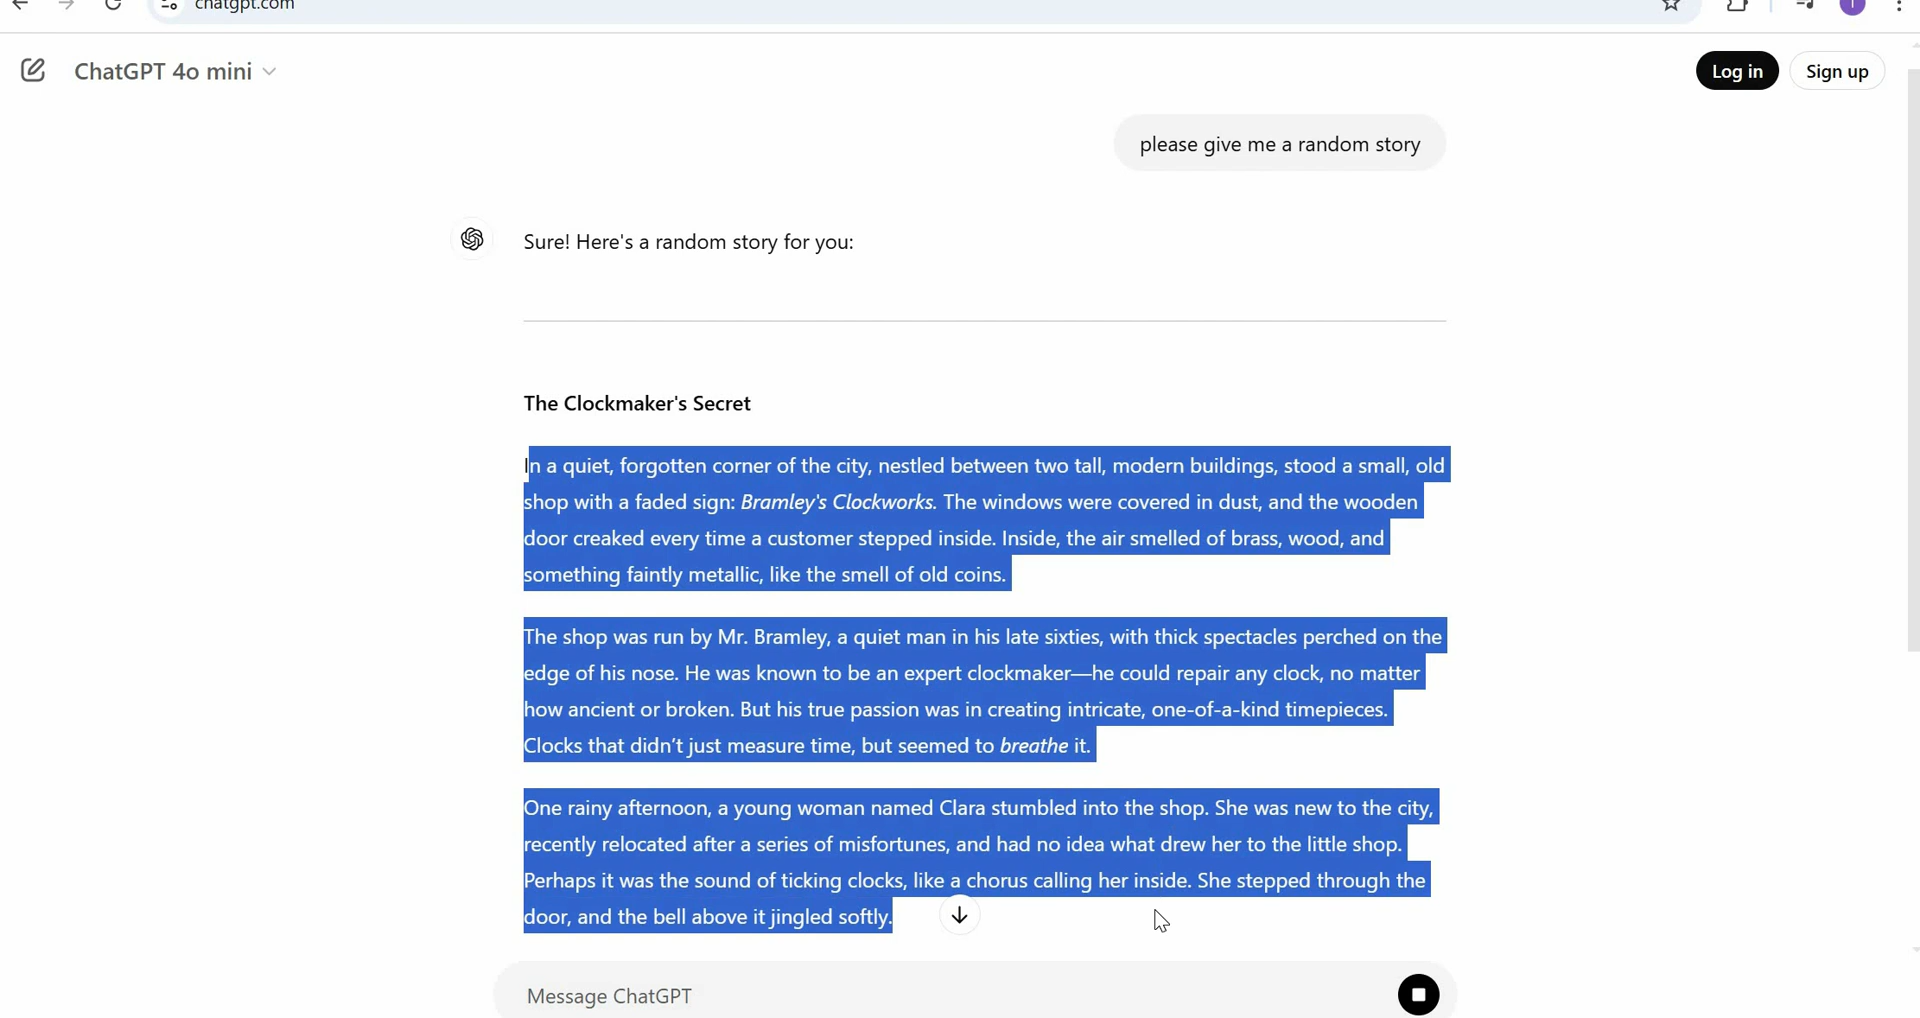 chatgpt.com
ChatGPT 4o mini
Log in
Sign up
please give me a random story
Sure! Here's a random story for you:
The Clockmaker's Secret
In a quiet, forgotten corner of the city, nestled between two tall, modern buildings, stood a small, old
shop with a faded sign: Bramley's Clockworks. The windows were covered in dust, and the wooden
door creaked every time a customer stepped inside. Inside, the air smelled of brass, wood, and
something faintly metallic, like the smell of old coins.
The shop was run by Mr. Bramley, a quiet man in his late sixties, with thick spectacles perched on the
edge of his nose. He was known to be an expert clockmaker—he could repair any clock, no matter
how ancient or broken. But his true passion was in creating intricate, one-of-a-kind timepieces.
Clocks that didn’t just measure time, but seemed to breathe it.
One rainy afternoon, a young woman named Clara stumbled into the shop. She was new to the city,
recently relocated after a series of misfortunes, and had no idea what drew her to the little shop.
Perhaps it was the sound of ticking clocks, like a chorus calling her inside. She stepped through the
door, and the bell above it jingled softly.
Message ChatGPT